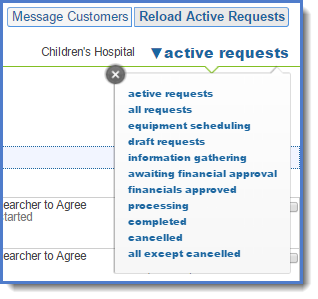 Message Customers
Reload Active Requests
Children's Hospital
▼active requests
active requests
all requests
equipment scheduling
draft requests
information gathering
awaiting financial approval
financials approved
processing
completed
cancelled
all except cancelled
earcher to Agree
tarted
earcher to Agree